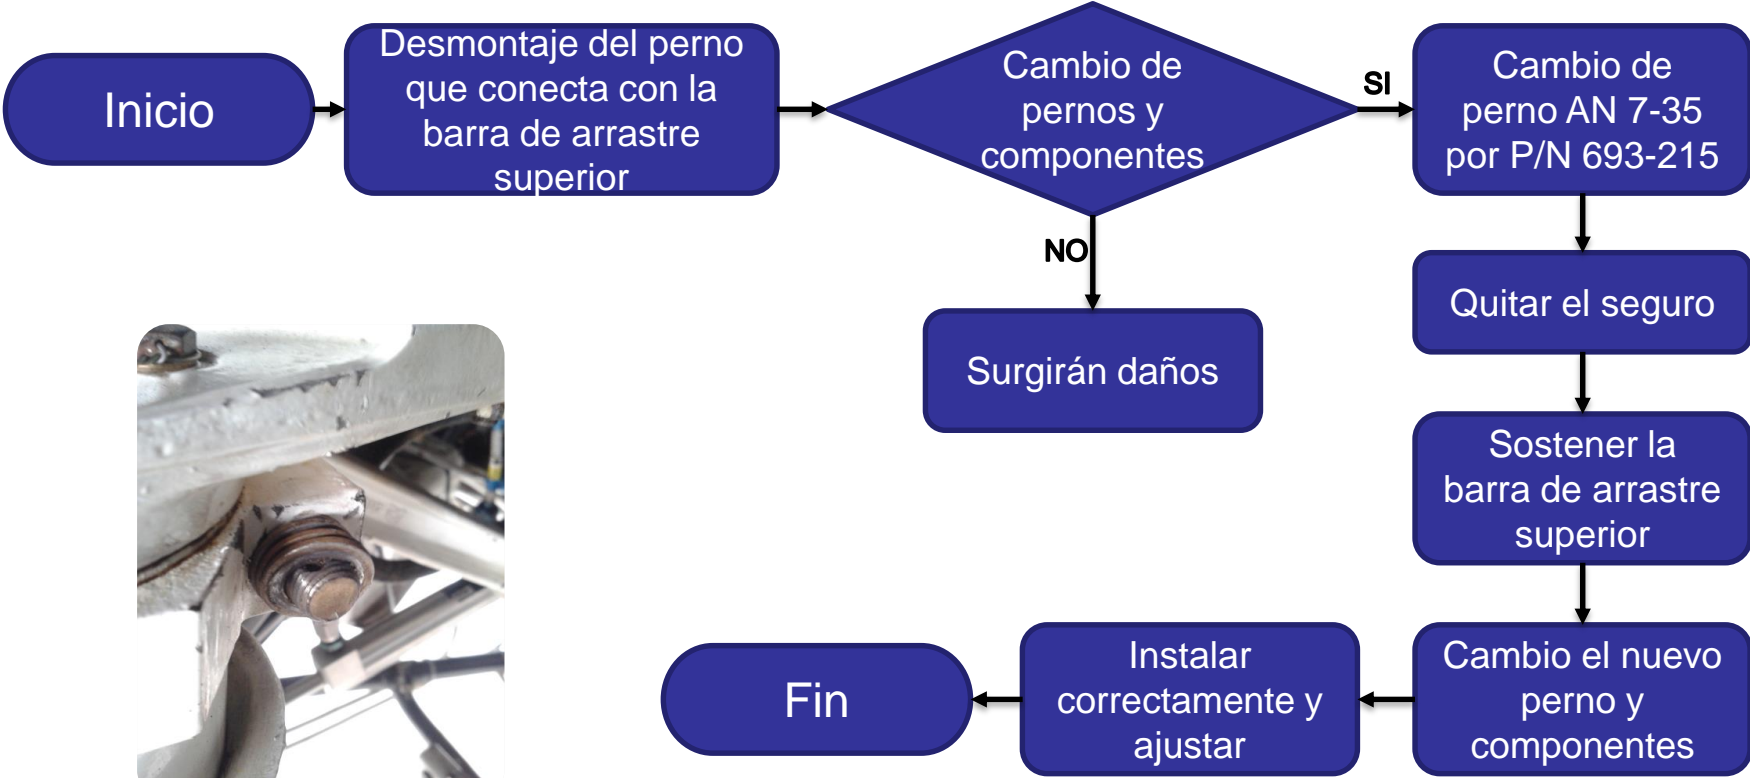 Inicio
Desmontaje del perno
que conecta con la
barra de arrastre
superior
Cambio de
pernos y
componentes
SI
Cambio de
perno AN 7-35
por P/N 693-215
NO
Quitar el seguro
Surgirán daños
Sostener la
barra de arrastre
superior
Cambio el nuevo
perno y
componentes
Instalar
correctamente y
ajustar
Fin